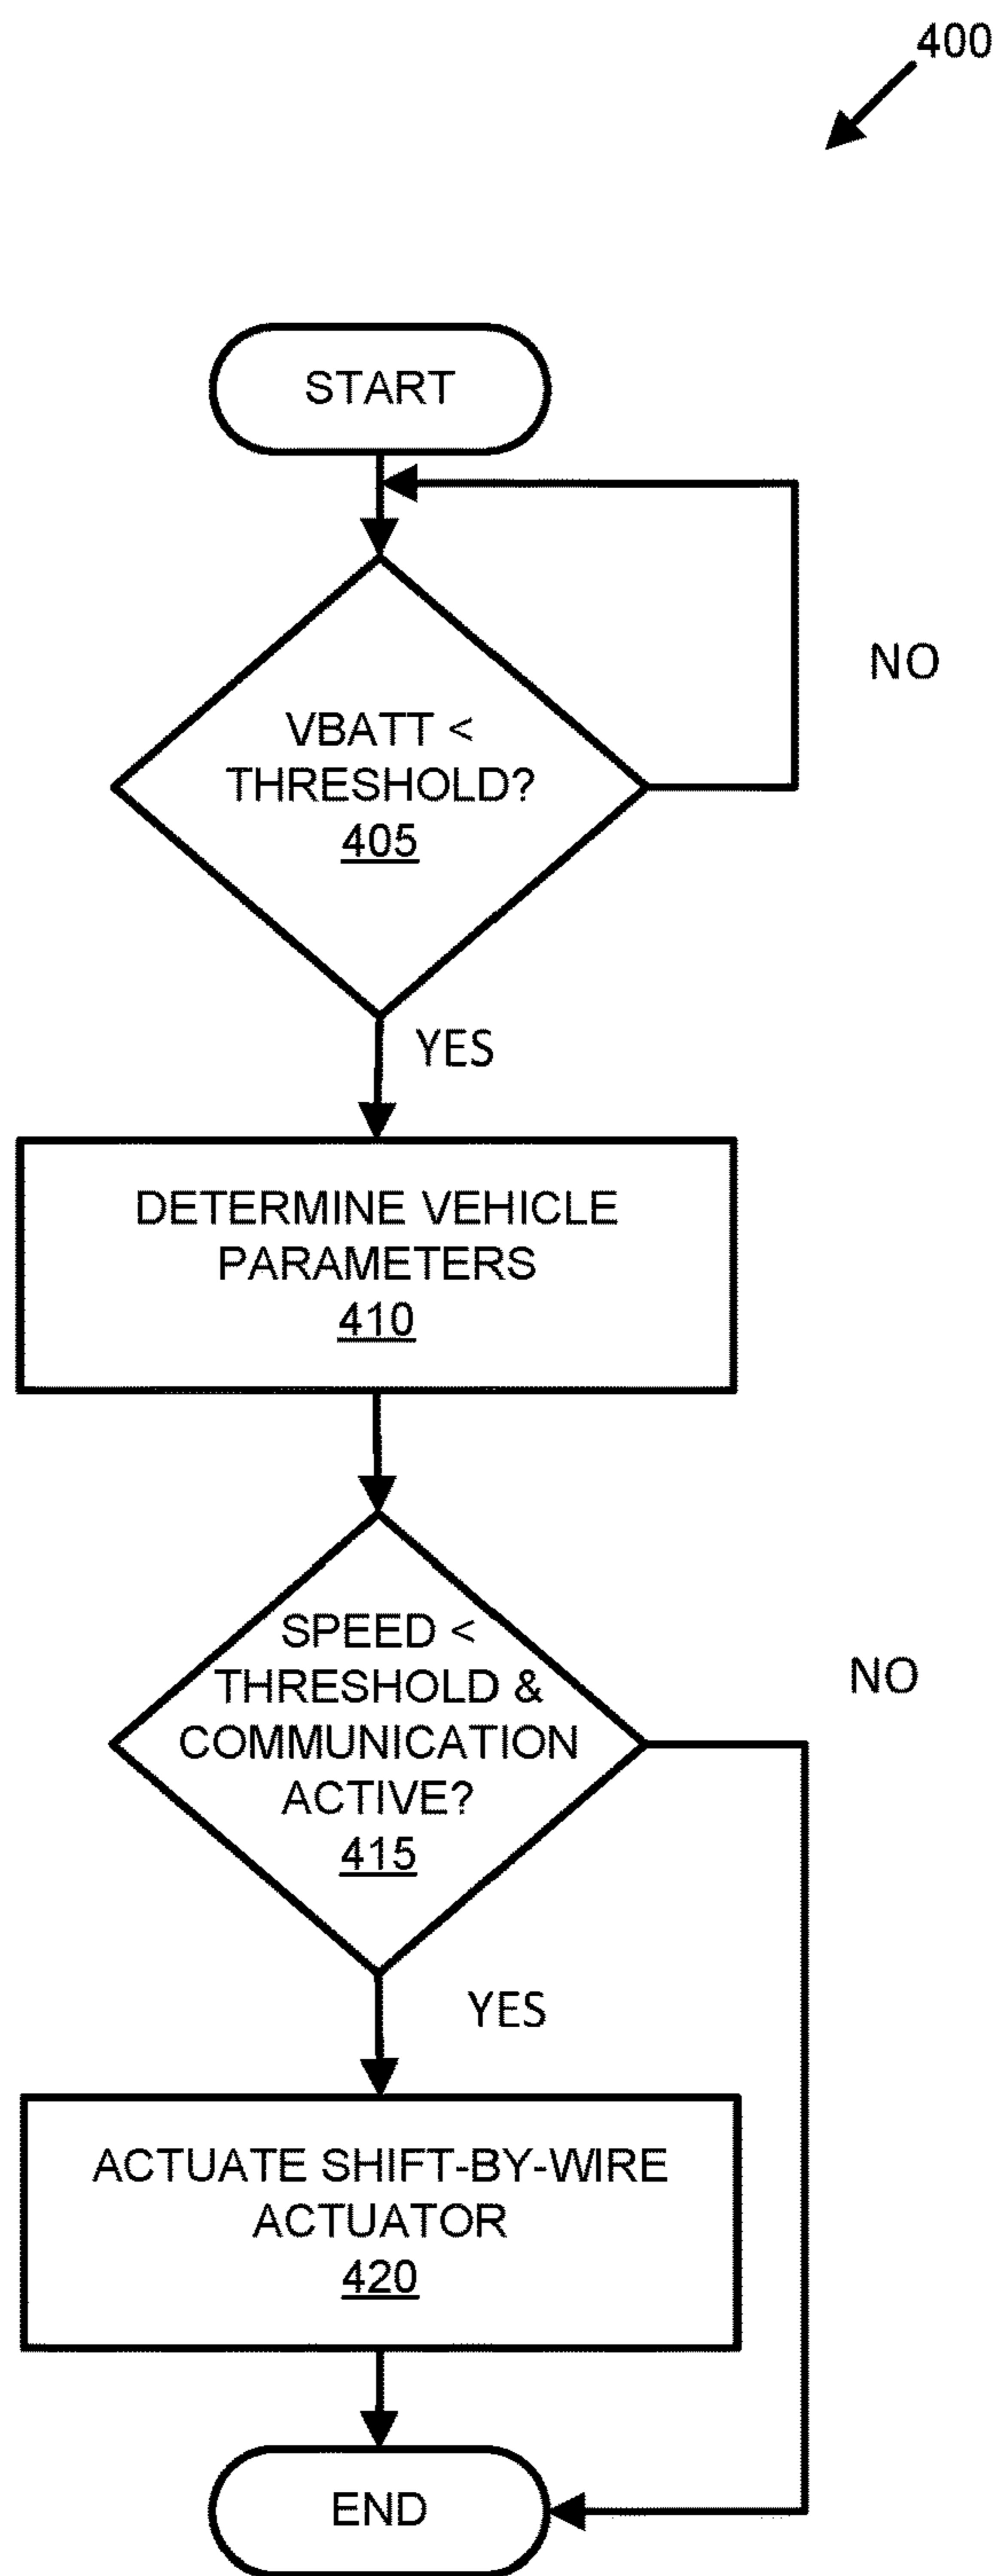 400
START
VBATT <
THRESHOLD?
405
NO
YES
DETERMINE VEHICLE
PARAMETERS
410
SPEED <
THRESHOLD &
COMMUNICATION
ACTIVE?
415
NO
YES
ACTUATE SHIFT-BY-WIRE
ACTUATOR
420
END